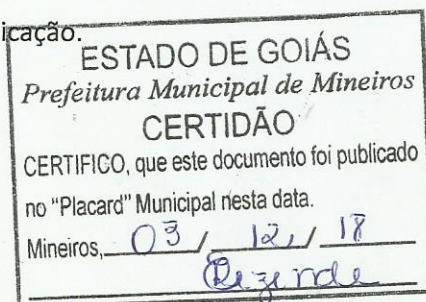 icação.
ESTADO DE GOIÁS
Prefeitura Municipal de Mineiros
CERTIDÃO
CERTIFICO, que este documento foi publicado
no "Placard" Municipal nesta data.
Mineiros, 03 / 12 / 18
Rezende